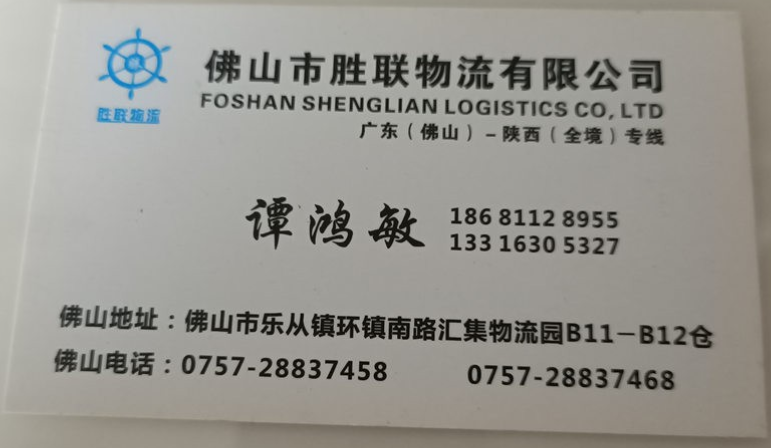 佛山市胜联物流有限公司
胜联物流
FOSHAN SHENGLIAN LOGISTICS CO, LTD
广东（佛山）－陕西（全境）专线
谭鸿敏
186 8112 8955
133 1630 5327
佛山地址：佛山市乐从镇环镇南路汇集物流园B11－B12仓
佛山电话：0757-28837458 0757-28837468